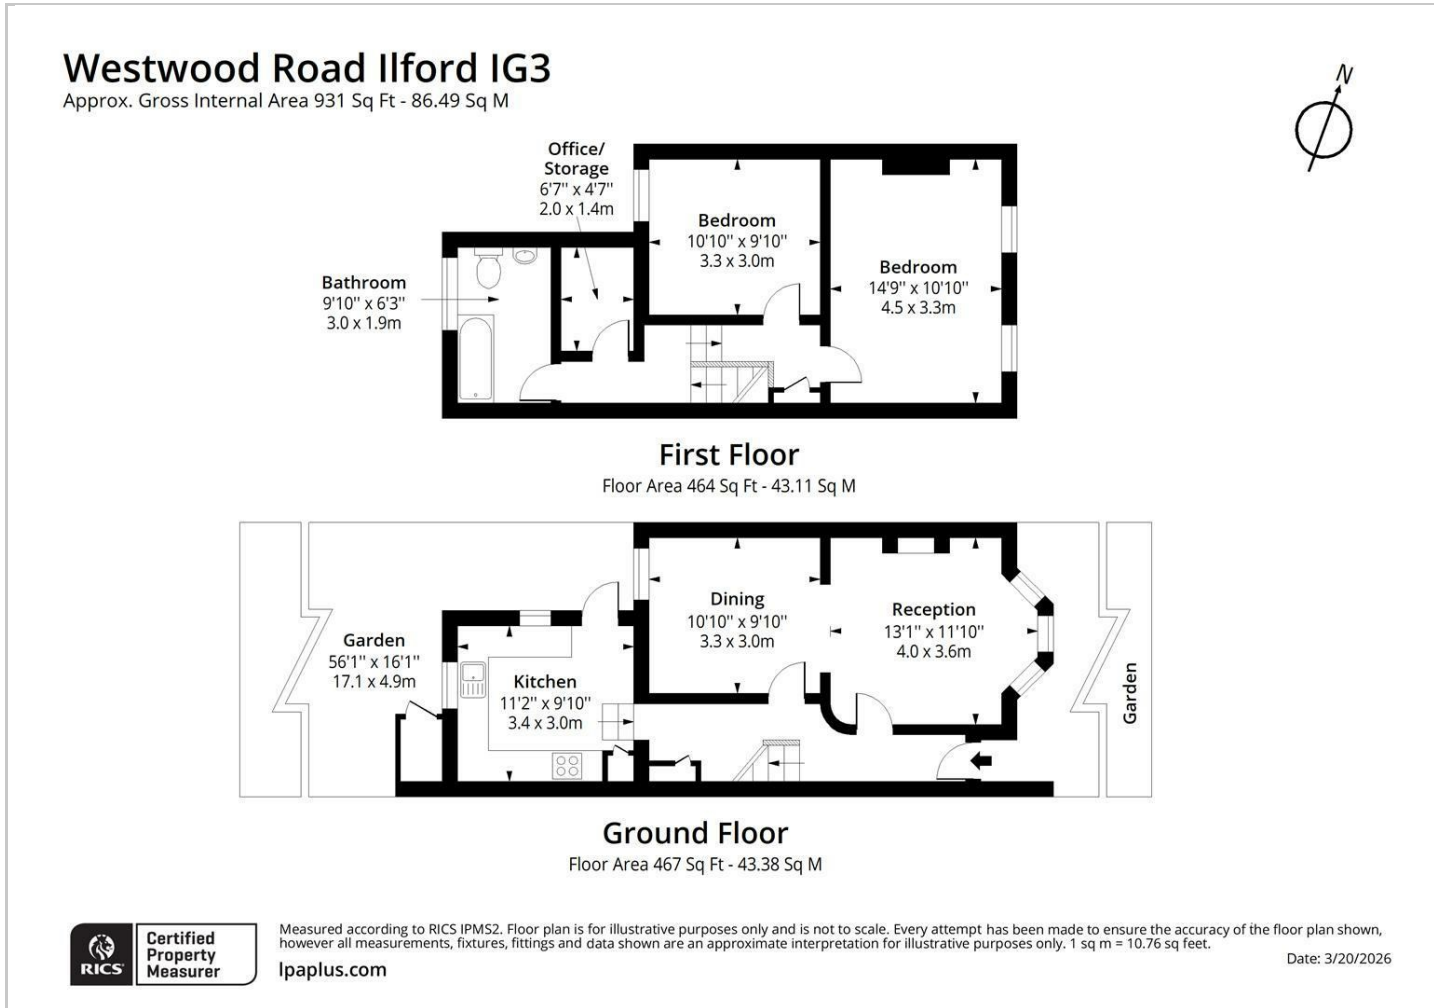 Westwood Road Ilford IG3
Approx. Gross Internal Area 931 Sq Ft - 86.49 Sq M
N
Office/
Storage
6'7" x 4'7"
2.0 x 1.4m
Bedroom
10'10" x 9'10"
3.3 x 3.0m
Bedroom
14'9" x 10'10"
4.5 x 3.3m
Bathroom
9'10" x 6'3"
3.0 x 1.9m
First Floor
Floor Area 464 Sq Ft - 43.11 Sq M
Dining
10'10" x 9'10"
3.3 x 3.0m
Reception
13'1" x 11'10"
4.0 x 3.6m
Garden
56'1" x 16'1"
17.1 x 4.9m
Kitchen
11'2" x 9'10"
3.4 x 3.0m
Garden
Ground Floor
Floor Area 467 Sq Ft - 43.38 Sq M
RICS
Certified
Property
Measurer
Measured according to RICS IPMS2. Floor plan is for illustrative purposes only and is not to scale. Every attempt has been made to ensure the accuracy of the floor plan shown,
however all measurements, fixtures, fittings and data shown are an approximate interpretation for illustrative purposes only. 1 sq m = 10.76 sq feet.
lpaplus.com
Date: 3/20/2026